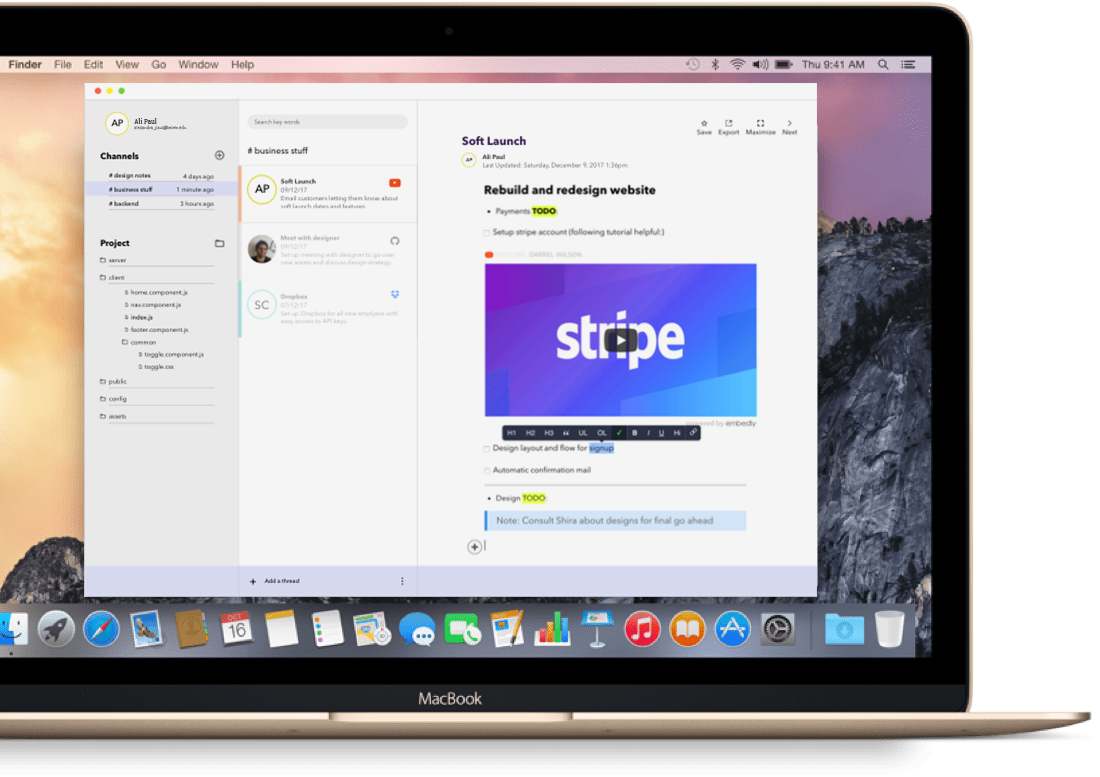 Finder File Edit View Go Window Help
Thu 9:41 AM
AP
Ali Paul
Channels
# design notes 4 days ago
# business stuff 1 minute ago
# backend 3 hours ago
Project
server
client
home.component.js
nav.component.js
index.js
footer.component.js
common
toggle.component.js
toggle.css
public
config
assets
Search key words
# business stuff
AP
Soft Launch
09/12/17
Email customers letting them know about
soft launch dates and features
Meet with designer
09/12/17
Set up meeting with designer to go over
new assets and discuss design strategy.
SC
Dropbox
07/12/17
Set up Dropbox for all new emplyees with
easy access to API keys.
+ Add a thread
Save Export Maximize Next
Soft Launch
AP
Ali Paul
Last Updated: Saturday, December 9, 2017 1:36pm
Rebuild and redesign website
• Payments TODO
Setup stripe account (following tutorial helpful:)
DARREL WILSON
stripe
powered by embedly
H1 H2 H3 “ UL OL ✓ B I U Hi
Design layout and flow for signup
Automatic confirmation mail
• Design TODO:
Note: Consult Shira about designs for final go ahead
OCT
16
MacBook